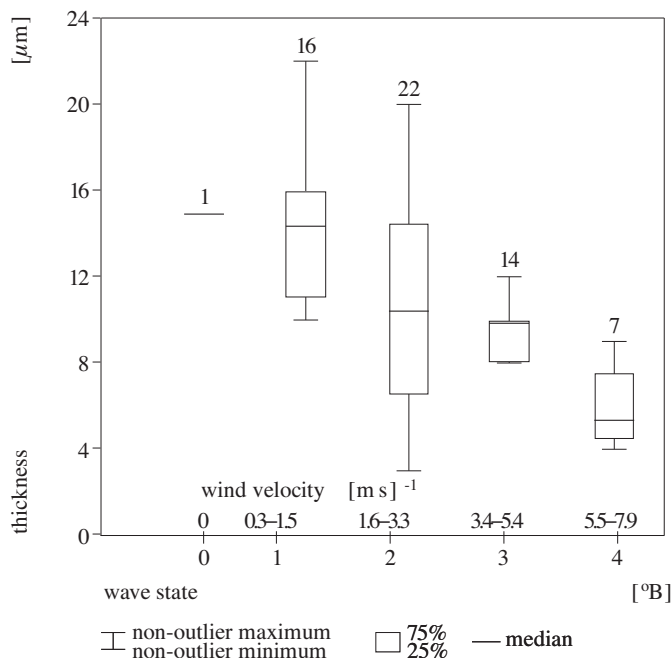 [µm]
24
20
16
12
8
4
0
thickness
16
22
1
14
7
wind velocity [m s] -1
0 0.3–1.5 1.6–3.3 3.4–5.4 5.5–7.9
0 1 2 3 4
wave state [°B]
non-outlier maximum
non-outlier minimum
75%
25%
median